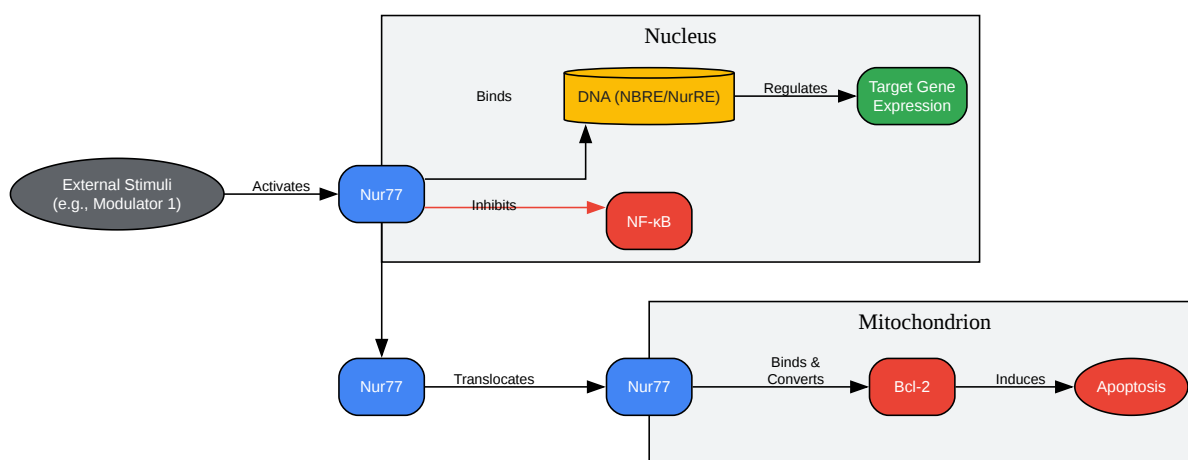 Nucleus
Binds
DNA (NBRE/NurRE)
Regulates
Target Gene
Expression
External Stimuli
(e.g., Modulator 1)
Activates
Nur77
Inhibits
NF-κB
Mitochondrion
Nur77
Translocates
Nur77
Binds &
Converts
Bcl-2
Induces
Apoptosis